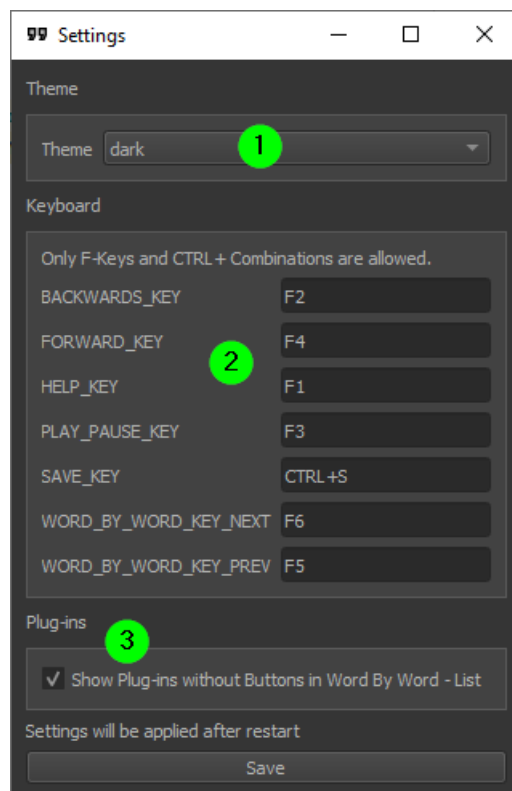 Settings
Theme
Theme dark 1
Keyboard
Only F-Keys and CTRL+ Combinations are allowed.
BACKWARDS_KEY F2
FORWARD_KEY F4
2
HELP_KEY F1
PLAY_PAUSE_KEY F3
SAVE_KEY CTRL+S
WORD_BY_WORD_KEY_NEXT F6
WORD_BY_WORD_KEY_PREV F5
Plug-ins
3
Show Plug-ins without Buttons in Word By Word - List
Settings will be applied after restart
Save